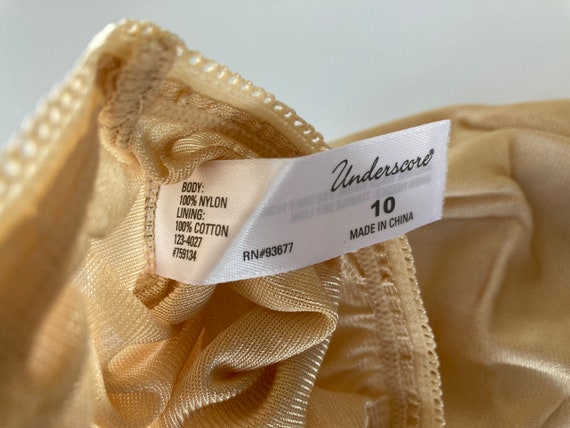 Underscore®
10
MADE IN CHINA
RN#93677
BODY:
100% NYLON
LINING:
100% COTTON
123-4027
#759134